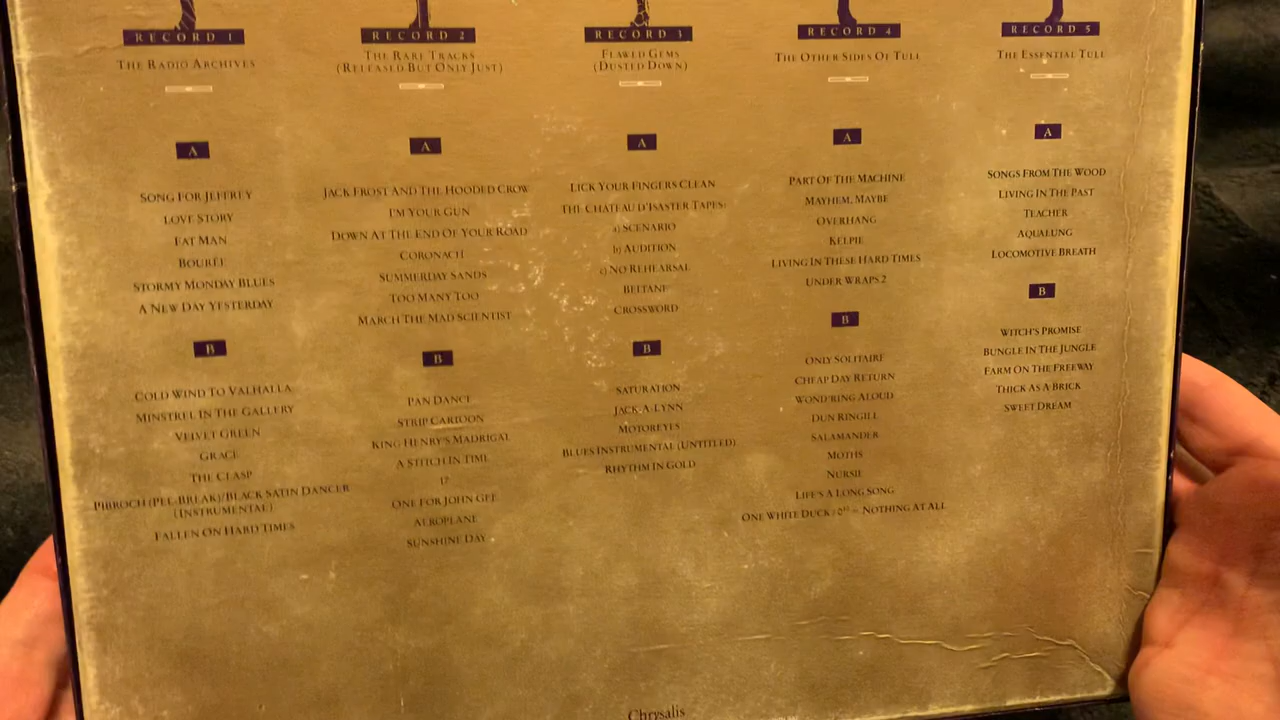 RECORD 1
THE RADIO ARCHIVES
A
SONG FOR JEFFREY
LOVE STORY
FAT MAN
BOURÉE
STORMY MONDAY BLUES
A NEW DAY YESTERDAY
B
COLD WIND TO VALHALLA
MINSTREL IN THE GALLERY
VELVET GREEN
GRACE
THE CLASP
PIBROCH (PEE-BREAK)/BLACK SATIN DANCER
(INSTRUMENTAL)
FALLEN ON HARD TIMES
RECORD 2
THE RARE TRACKS
(RELEASED BUT ONLY JUST)
A
JACK FROST AND THE HOODED CROW
I'M YOUR GUN
DOWN AT THE END OF YOUR ROAD
CORONACH
SUMMERDAY SANDS
TOO MANY TOO
MARCH THE MAD SCIENTIST
B
PAN DANCE
STRIP CARTOON
KING HENRY'S MADRIGAL
A STITCH IN TIME
17
ONE FOR JOHN GEE
AEROPLANE
SUNSHINE DAY
RECORD 3
FLAWED GEMS
(DUSTED DOWN)
A
LICK YOUR FINGERS CLEAN
THE CHATEAU D'ISASTER TAPES:
a) SCENARIO
b) AUDITION
c) NO REHEARSAL
BELTANE
CROSSWORD
B
SATURATION
JACK-A-LYNN
MOTOREYES
BLUES INSTRUMENTAL (UNTITLED)
RHYTHM IN GOLD
RECORD 4
THE OTHER SIDES OF TULL
A
PART OF THE MACHINE
MAYHEM, MAYBE
OVERHANG
KELPIE
LIVING IN THESE HARD TIMES
UNDER WRAPS 2
B
ONLY SOLITAIRE
CHEAP DAY RETURN
WOND'RING ALOUD
DUN RINGILL
SALAMANDER
MOTHS
NURSIE
LIFE'S A LONG SONG
ONE WHITE DUCK / 0¹⁰ = NOTHING AT ALL
RECORD 5
THE ESSENTIAL TULL
A
SONGS FROM THE WOOD
LIVING IN THE PAST
TEACHER
AQUALUNG
LOCOMOTIVE BREATH
B
WITCH'S PROMISE
BUNGLE IN THE JUNGLE
FARM ON THE FREEWAY
THICK AS A BRICK
SWEET DREAM
Chrysalis